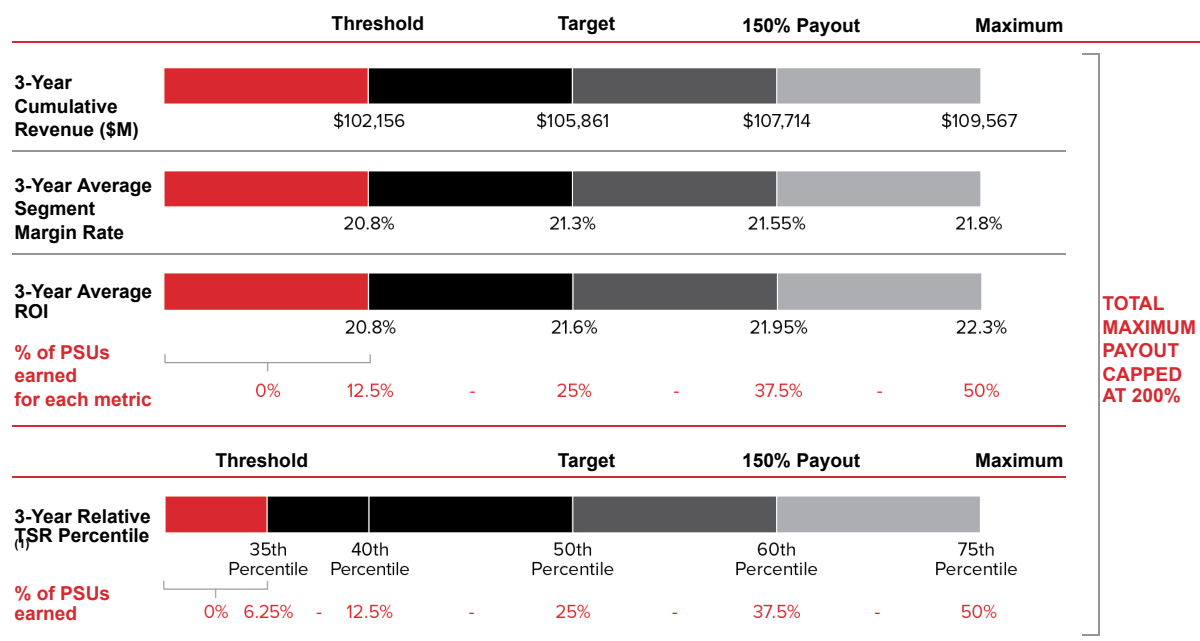 Threshold Target 150% Payout Maximum
3-Year
Cumulative
Revenue ($M)
$102,156 $105,861 $107,714 $109,567
3-Year Average
Segment
Margin Rate
20.8% 21.3% 21.55% 21.8%
3-Year Average
ROI
20.8% 21.6% 21.95% 22.3%
% of PSUs
earned
for each metric
0% 12.5% - 25% - 37.5% - 50%
TOTAL
MAXIMUM
PAYOUT
CAPPED
AT 200%
Threshold Target 150% Payout Maximum
3-Year Relative
TSR Percentile
(1)
35th 40th 50th 60th 75th
Percentile Percentile Percentile Percentile Percentile
% of PSUs
earned
0% 6.25% - 12.5% - 25% - 37.5% - 50%